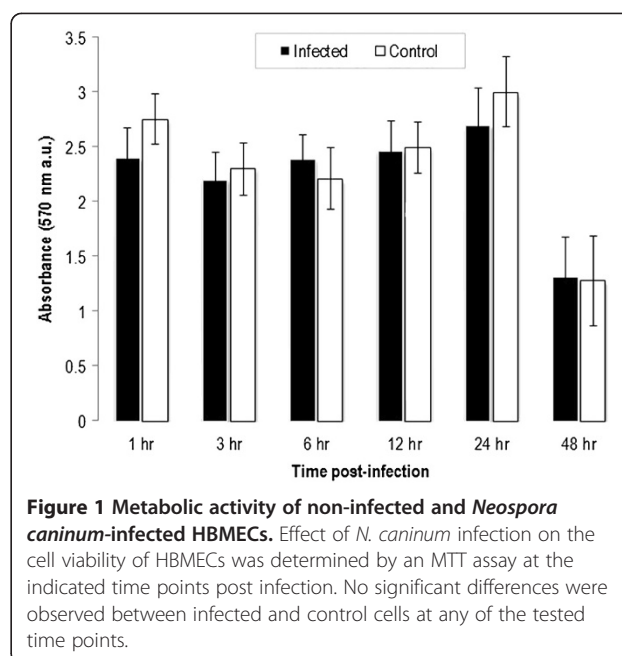 3.5
3
2.5
2
1.5
1
0.5
0
Absorbance (570 nm a.u.)
Infected Control
1 hr 3 hr 6 hr 12 hr 24 hr 48 hr
Time post-infection
Figure 1 Metabolic activity of non-infected and Neospora
caninum-infected HBMECs. Effect of N. caninum infection on the
cell viability of HBMECs was determined by an MTT assay at the
indicated time points post infection. No significant differences were
observed between infected and control cells at any of the tested
time points.